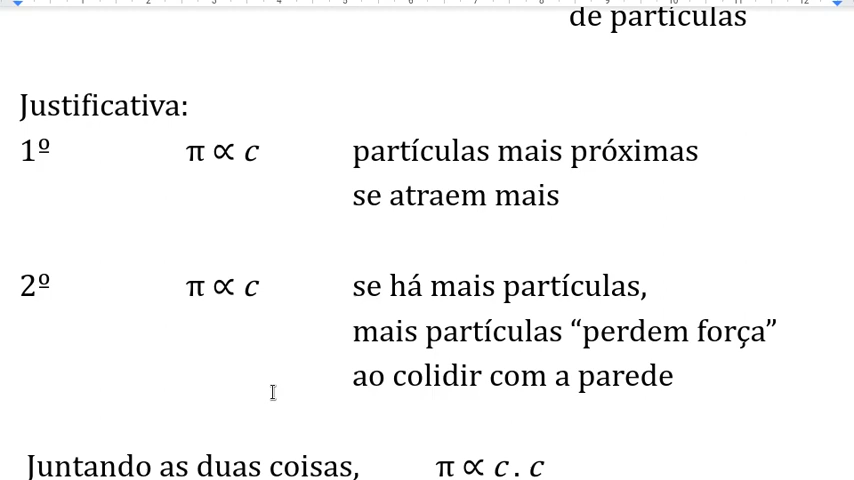 de partículas
Justificativa:
1º π ∝ c partículas mais próximas
se atraem mais
2º π ∝ c se há mais partículas,
mais partículas “perdem força”
ao colidir com a parede
Juntando as duas coisas, π ∝ c . c